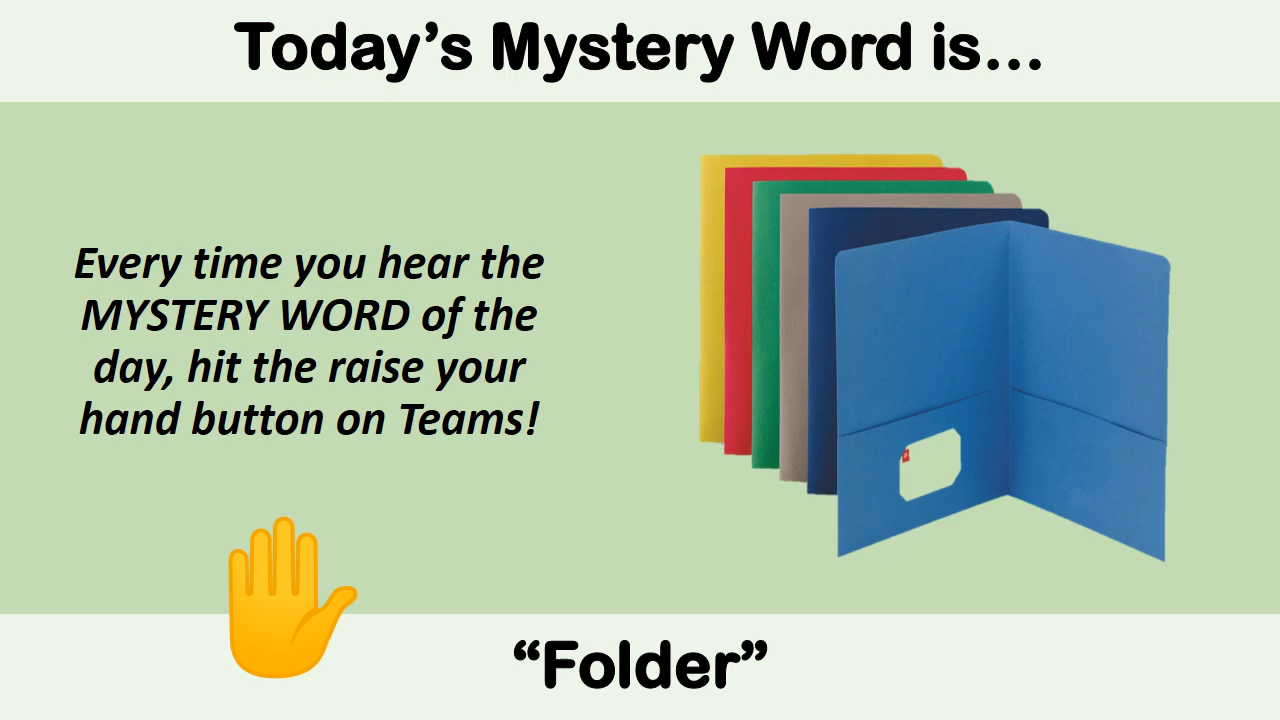 Today’s Mystery Word is…
Every time you hear the
MYSTERY WORD of the
day, hit the raise your
hand button on Teams!
“Folder”